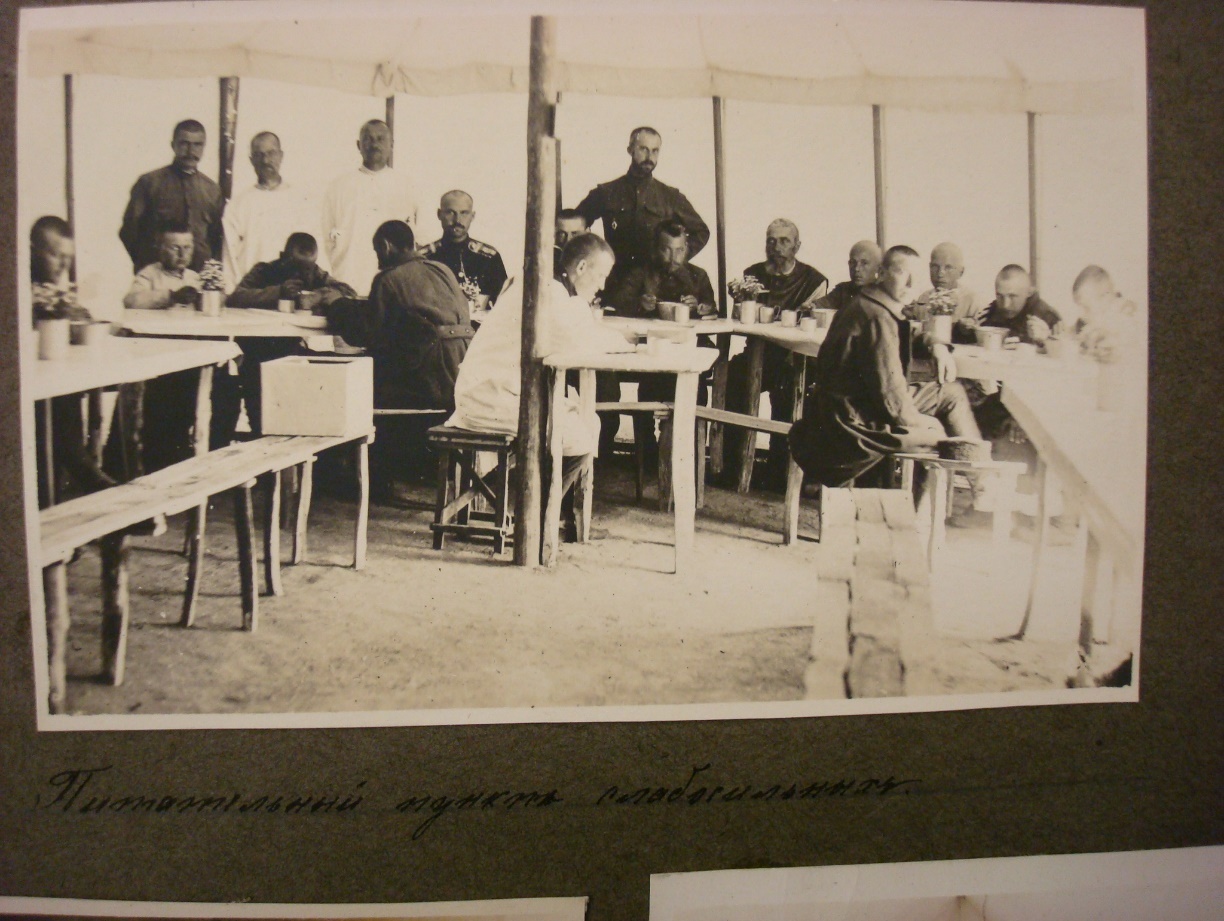 Питательный пунктъ слабосильныхъ.